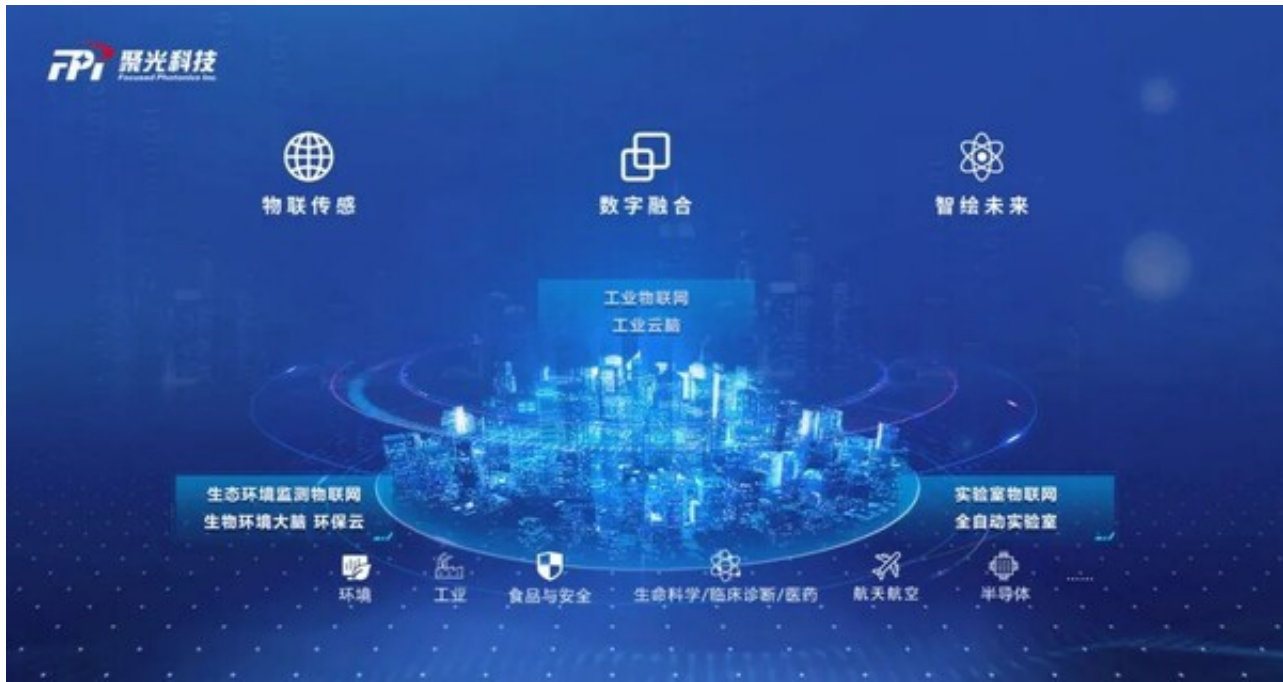 FPI 聚光科技
Focused Photonics Inc.
物联传感
数字融合
智绘未来
工业物联网
工业云脑
生态环境监测物联网
生物环境大脑 环保云
实验室物联网
全自动实验室
环境
工业
食品与安全
生命科学/临床诊断/医药
航天航空
半导体
......